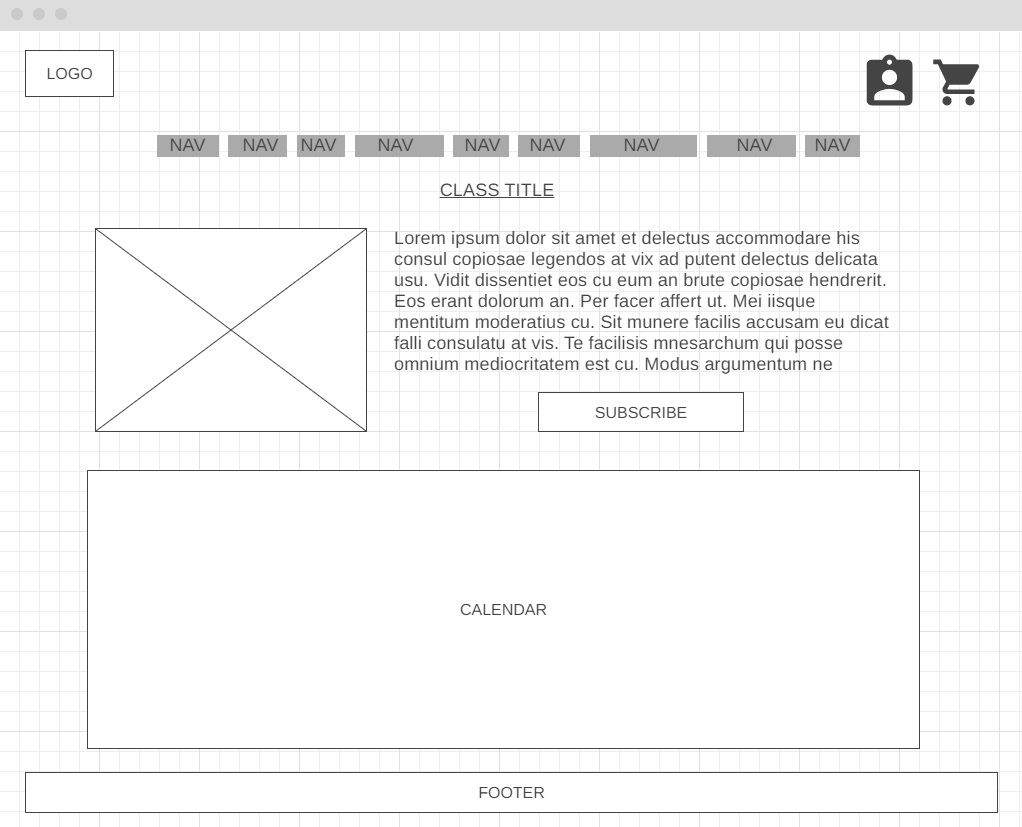 LOGO
NAV NAV NAV NAV NAV NAV NAV NAV NAV
CLASS TITLE
Lorem ipsum dolor sit amet et delectus accommodare his
consul copiosae legendos at vix ad putent delectus delicata
usu. Vidit dissentiet eos cu eum an brute copiosae hendrerit.
Eos erant dolorum an. Per facer affert ut. Mei iisque
mentitum moderatius cu. Sit munere facilis accusam eu dicat
falli consulatu at vis. Te facilisis mnesarchum qui posse
omnium mediocritatem est cu. Modus argumentum ne
SUBSCRIBE
CALENDAR
FOOTER